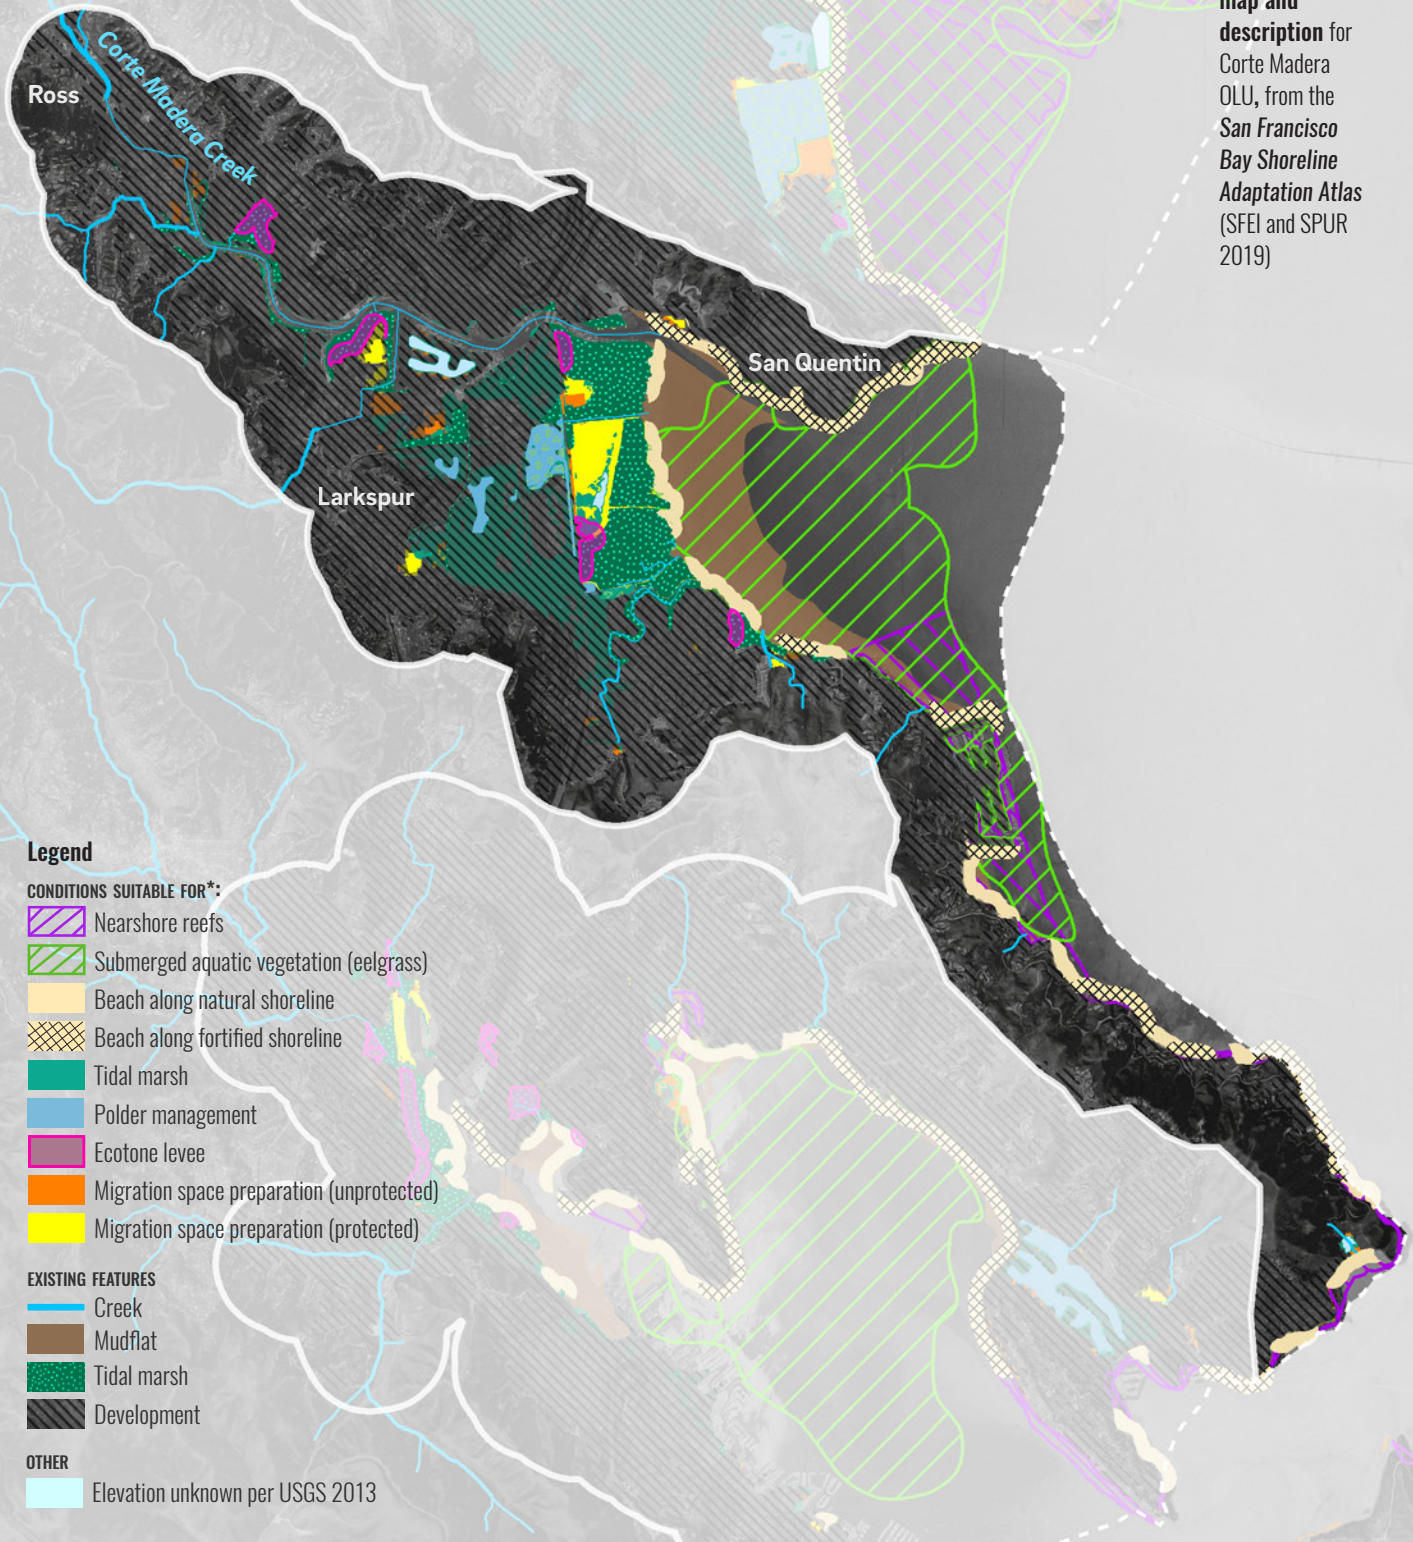 map and
description for
Corte Madera
OLU, from the
San Francisco
Bay Shoreline
Adaptation Atlas
(SFEI and SPUR
2019)
Ross
Corte Madera Creek
San Quentin
Larkspur
Legend
CONDITIONS SUITABLE FOR*:
Nearshore reefs
Submerged aquatic vegetation (eelgrass)
Beach along natural shoreline
Beach along fortified shoreline
Tidal marsh
Polder management
Ecotone levee
Migration space preparation (unprotected)
Migration space preparation (protected)
EXISTING FEATURES
Creek
Mudflat
Tidal marsh
Development
OTHER
Elevation unknown per USGS 2013